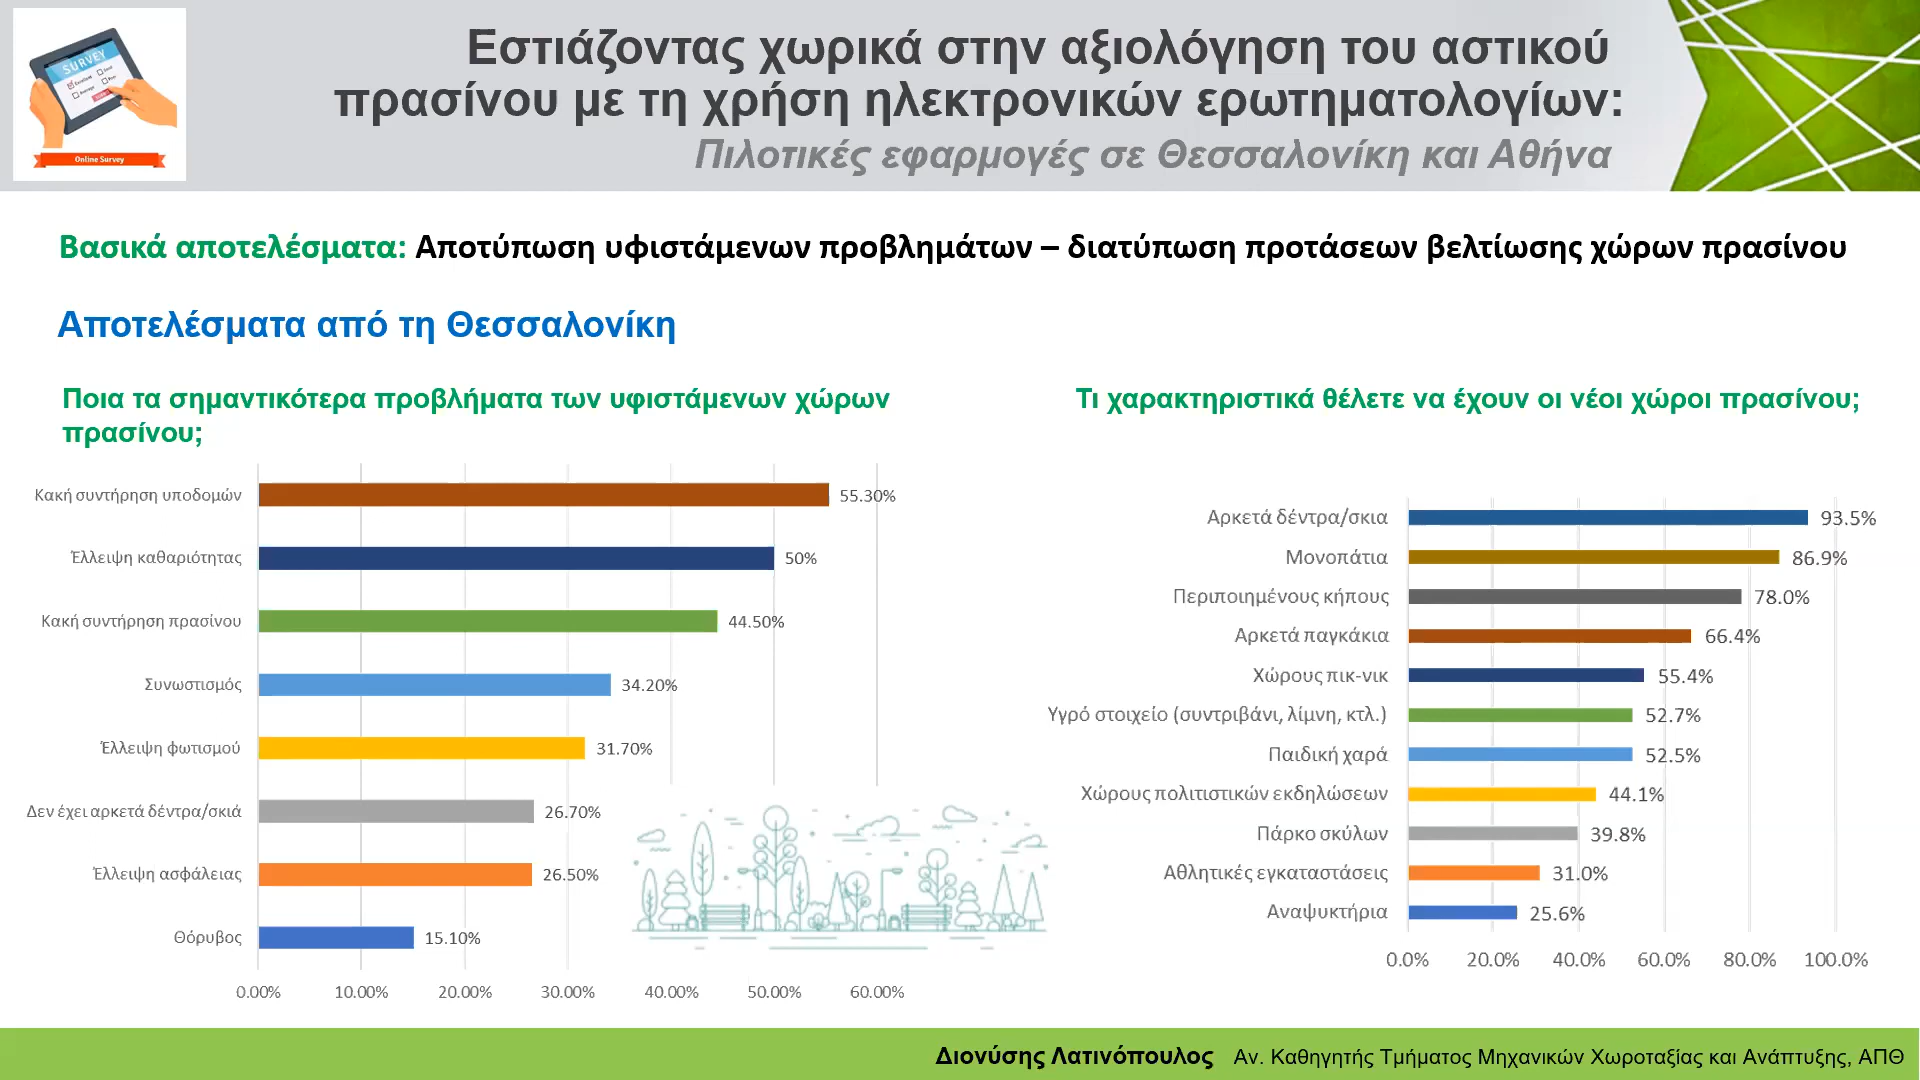 SURVEY
Online Survey
Εστιάζοντας χωρικά στην αξιολόγηση του αστικού
πρασίνου με τη χρήση ηλεκτρονικών ερωτηματολογίων:
Πιλοτικές εφαρμογές σε Θεσσαλονίκη και Αθήνα
Βασικά αποτελέσματα: Αποτύπωση υφιστάμενων προβλημάτων – διατύπωση προτάσεων βελτίωσης χώρων πρασίνου
Αποτελέσματα από τη Θεσσαλονίκη
Ποια τα σημαντικότερα προβλήματα των υφιστάμενων χώρων
πρασίνου;
Κακή συντήρηση υποδομών 55.30%
Έλλειψη καθαριότητας 50%
Κακή συντήρηση πρασίνου 44.50%
Συνωστισμός 34.20%
Έλλειψη φωτισμού 31.70%
Δεν έχει αρκετά δέντρα/σκιά 26.70%
Έλλειψη ασφάλειας 26.50%
Θόρυβος 15.10%
0.00% 10.00% 20.00% 30.00% 40.00% 50.00% 60.00%
Τι χαρακτηριστικά θέλετε να έχουν οι νέοι χώροι πρασίνου;
Αρκετά δέντρα/σκια 93.5%
Μονοπάτια 86.9%
Περιποιημένους κήπους 78.0%
Αρκετά παγκάκια 66.4%
Χώρους πικ-νικ 55.4%
Υγρό στοιχείο (συντριβάνι, λίμνη, κτλ.) 52.7%
Παιδική χαρά 52.5%
Χώρους πολιτιστικών εκδηλώσεων 44.1%
Πάρκο σκύλων 39.8%
Αθλητικές εγκαταστάσεις 31.0%
Αναψυκτήρια 25.6%
0.0% 20.0% 40.0% 60.0% 80.0% 100.0%
Διονύσης Λατινόπουλος Αν. Καθηγητής Τμήματος Μηχανικών Χωροταξίας και Ανάπτυξης, ΑΠΘ